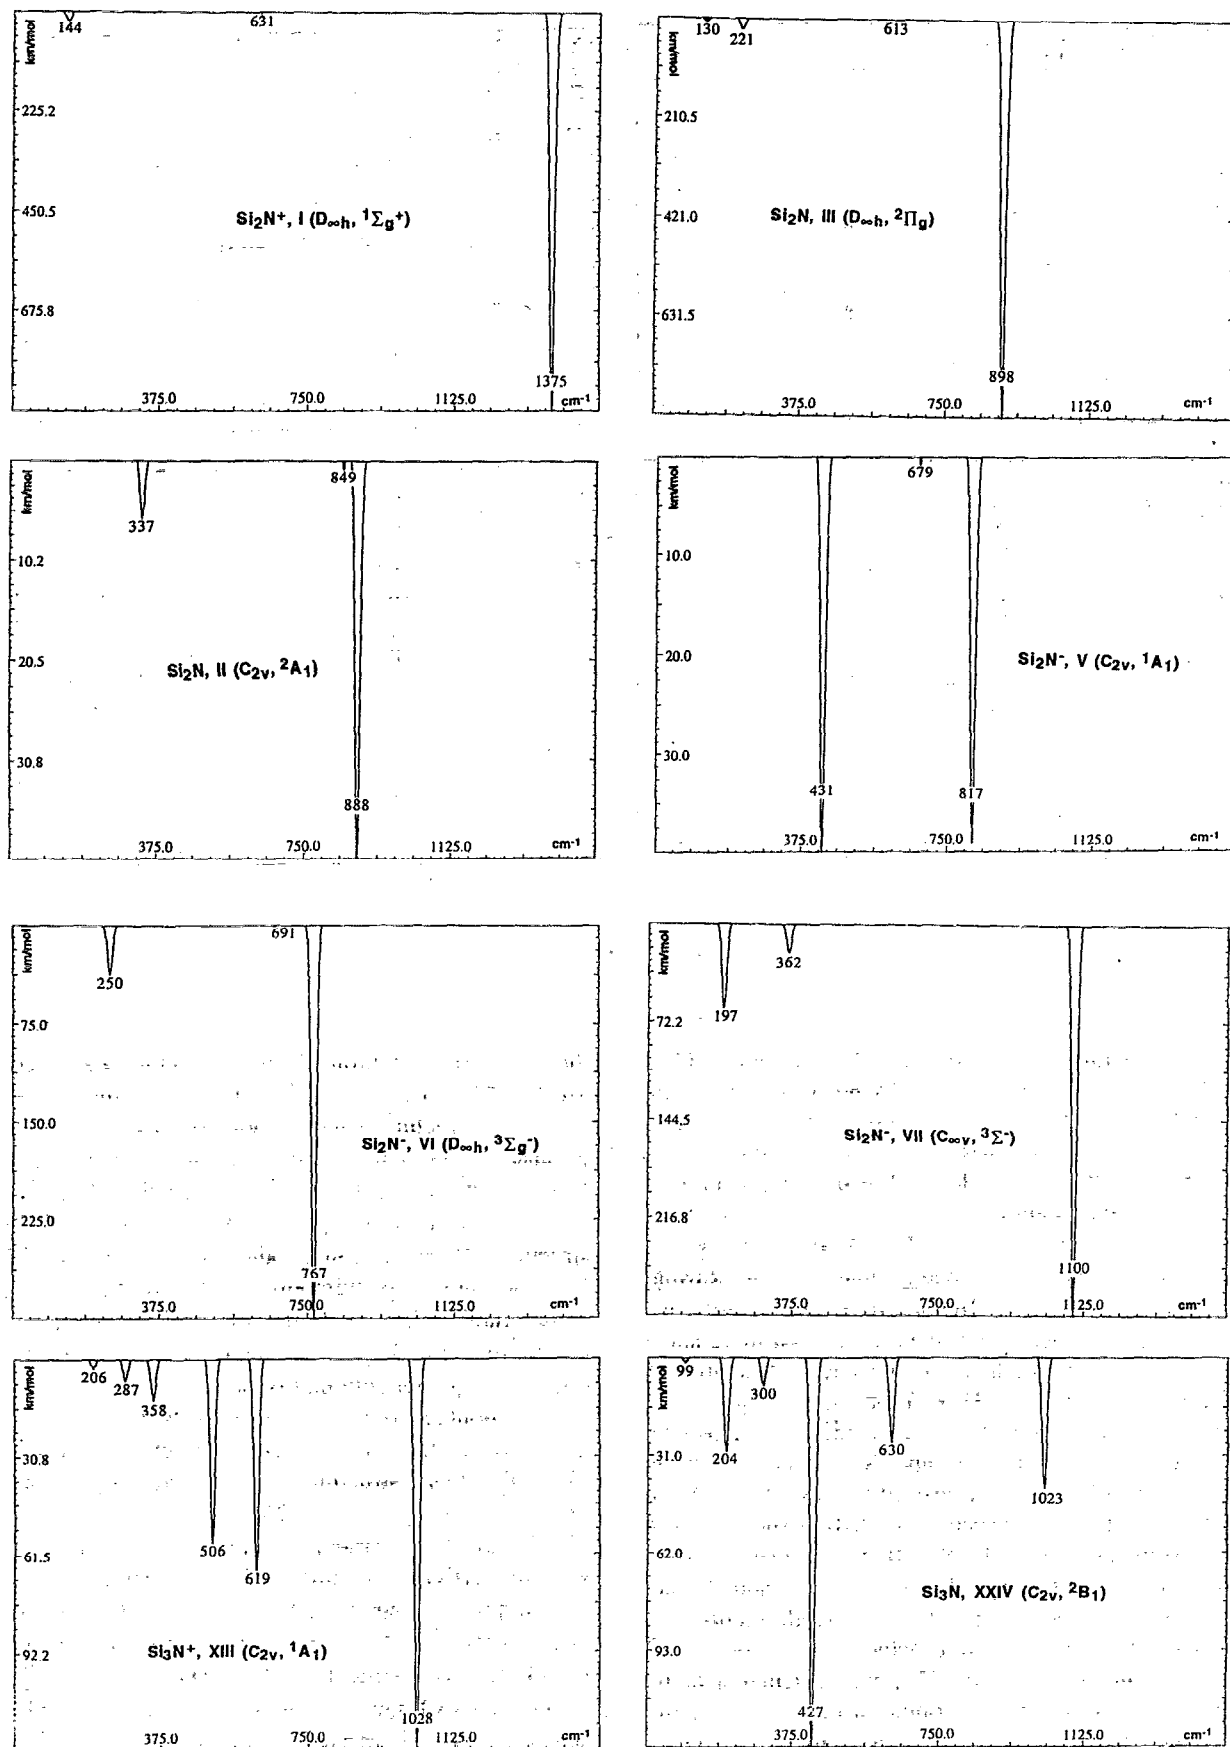 144 631
km/mol
225.2
450.5
675.8
Si₂N⁺, I (D∞h, ¹Σg⁺)
1375
375.0 750.0 1125.0 cm⁻¹
130 221 613
km/mol
210.5
421.0
631.5
Si₂N, III (D∞h, ²Πg)
898
375.0 750.0 1125.0 cm⁻¹
849
km/mol
337
10.2
20.5
30.8
Si₂N, II (C₂ᵥ, ²A₁)
888
375.0 750.0 1125.0 cm⁻¹
679
km/mol
10.0
20.0
30.0
Si₂N⁻, V (C₂ᵥ, ¹A₁)
431 817
375.0 750.0 1125.0 cm⁻¹
691
km/mol
250
75.0
150.0
225.0
Si₂N⁻, VI (D∞h, ³Σg⁻)
767
375.0 750.0 1125.0 cm⁻¹
362
km/mol
197
72.2
144.5
216.8
Si₂N⁻, VII (C∞ᵥ, ³Σ⁻)
1100
375.0 750.0 1125.0 cm⁻¹
206 287 358
km/mol
30.8
61.5
92.2
506 619
Si₃N⁺, XIII (C₂ᵥ, ¹A₁)
1028
375.0 750.0 1125.0 cm⁻¹
99 300
km/mol
204 630
31.0
1023
62.0
93.0
Si₃N, XXIV (C₂ᵥ, ²B₁)
427
375.0 750.0 1125.0 cm⁻¹